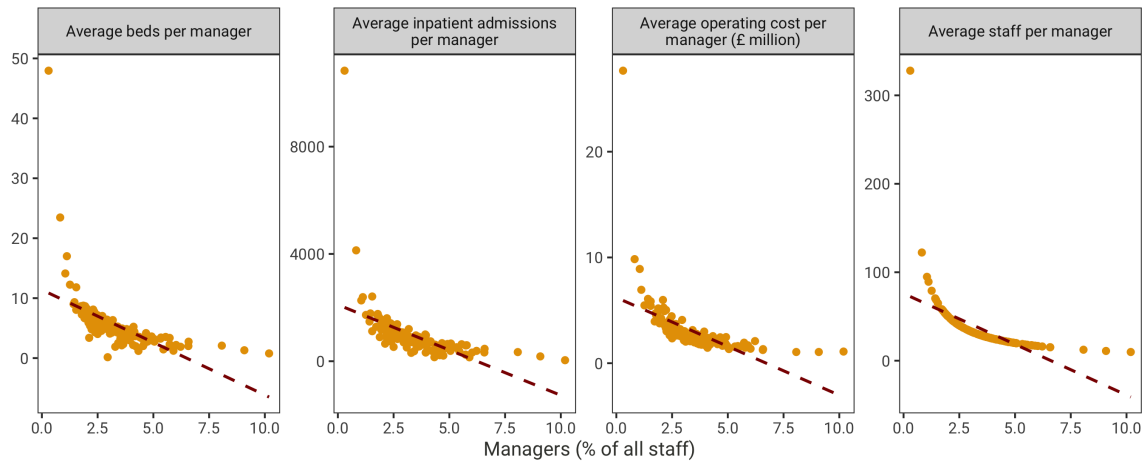 Average beds per manager
Average inpatient admissions
per manager
Average operating cost per
manager (£ million)
Average staff per manager
50
40
30
20
10
0
8000
4000
0
20
10
0
300
200
100
0
0.0 2.5 5.0 7.5 10.0
0.0 2.5 5.0 7.5 10.0
0.0 2.5 5.0 7.5 10.0
0.0 2.5 5.0 7.5 10.0
Managers (% of all staff)